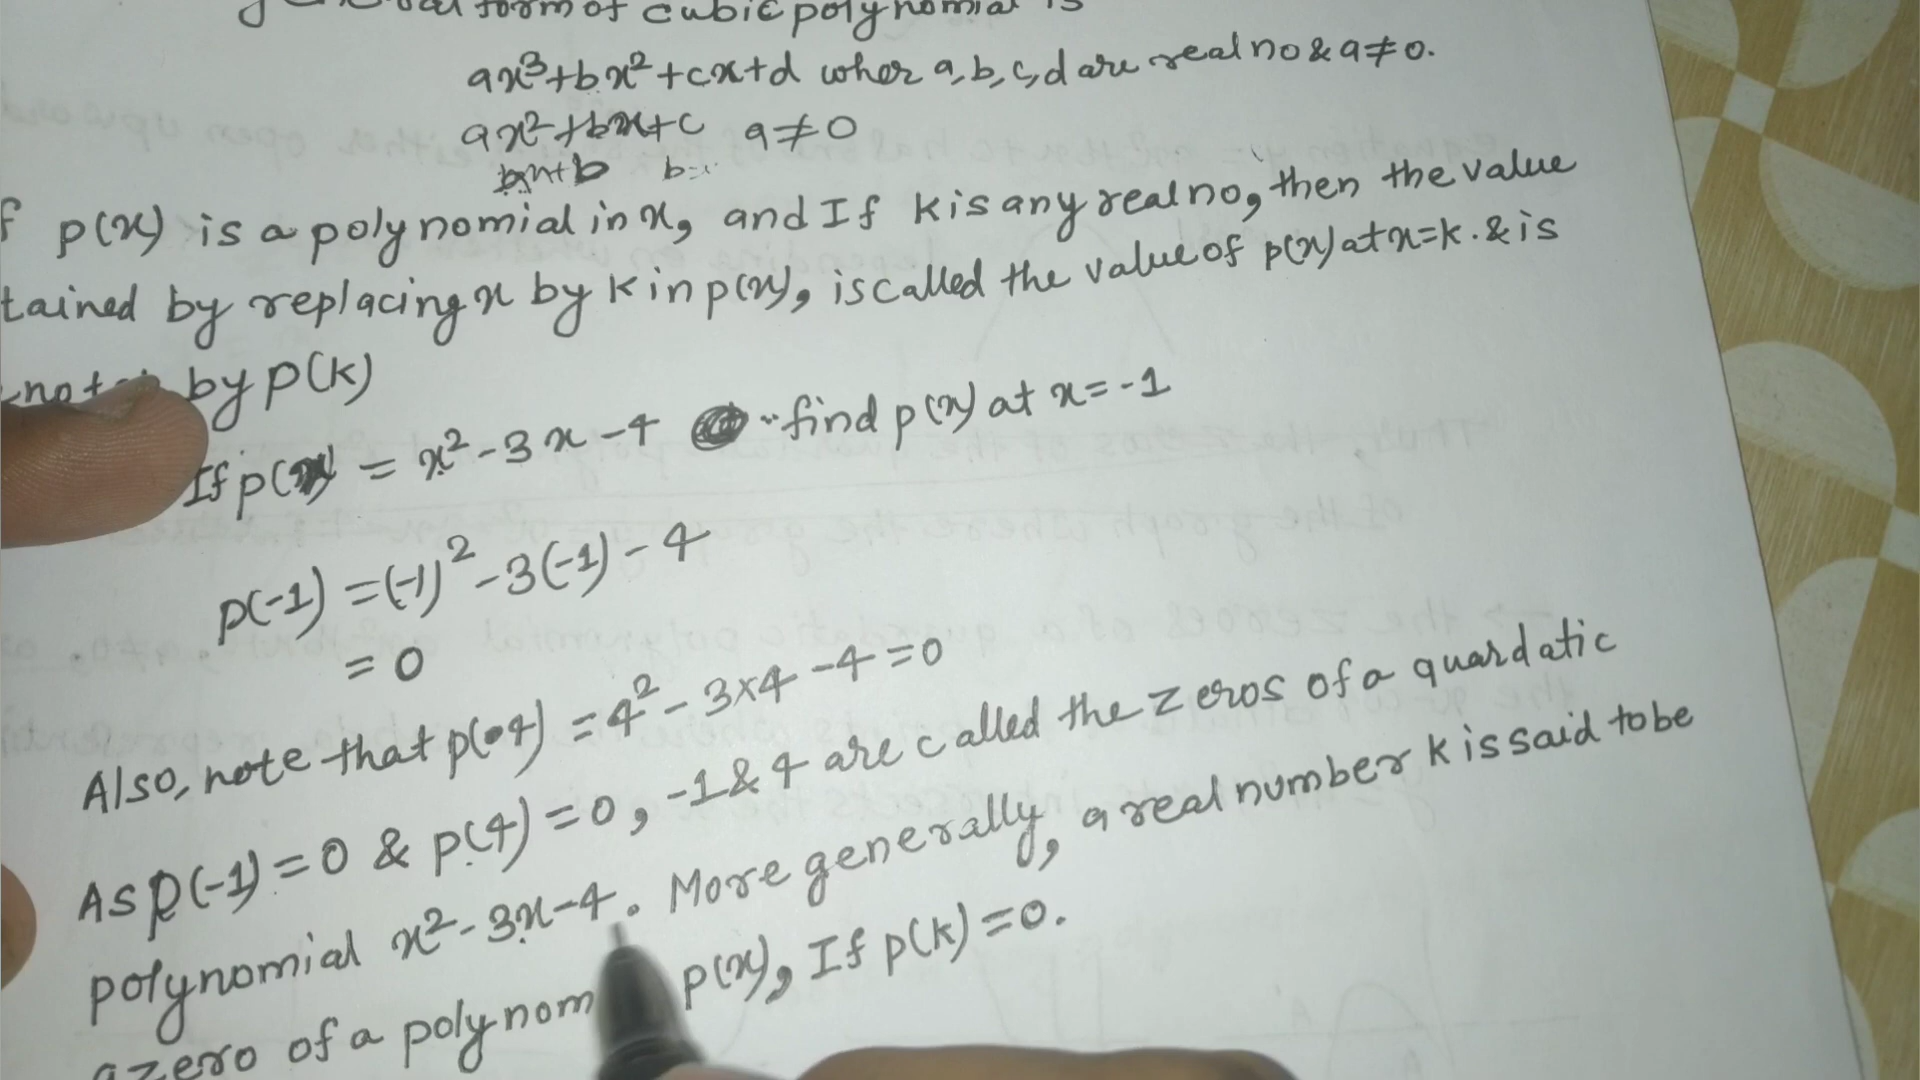 form of cubic polynomial is
ax³+bx²+cx+d wher a,b,c,d are real no & a≠0.
ax²+bx+c a≠0
bx+b b=
f p(x) is a polynomial in x, and If k is any real no, then the value
tained by replacing x by k in p(x), is called the value of p(x) at x=k. & is
by p(k)
If p(x) = x²-3x-4 find p(x) at x=-1
p(-1) =(-1)²-3(-1)-4
=0
Also, note that p(4) =4²-3×4-4=0
As p(-1)=0 & p(4)=0, -1 & 4 are called the zeros of a quardatic
polynomial x²-3x-4. More generally, a real number k is said to be
a zero of a polynom p(x), If p(k)=0.